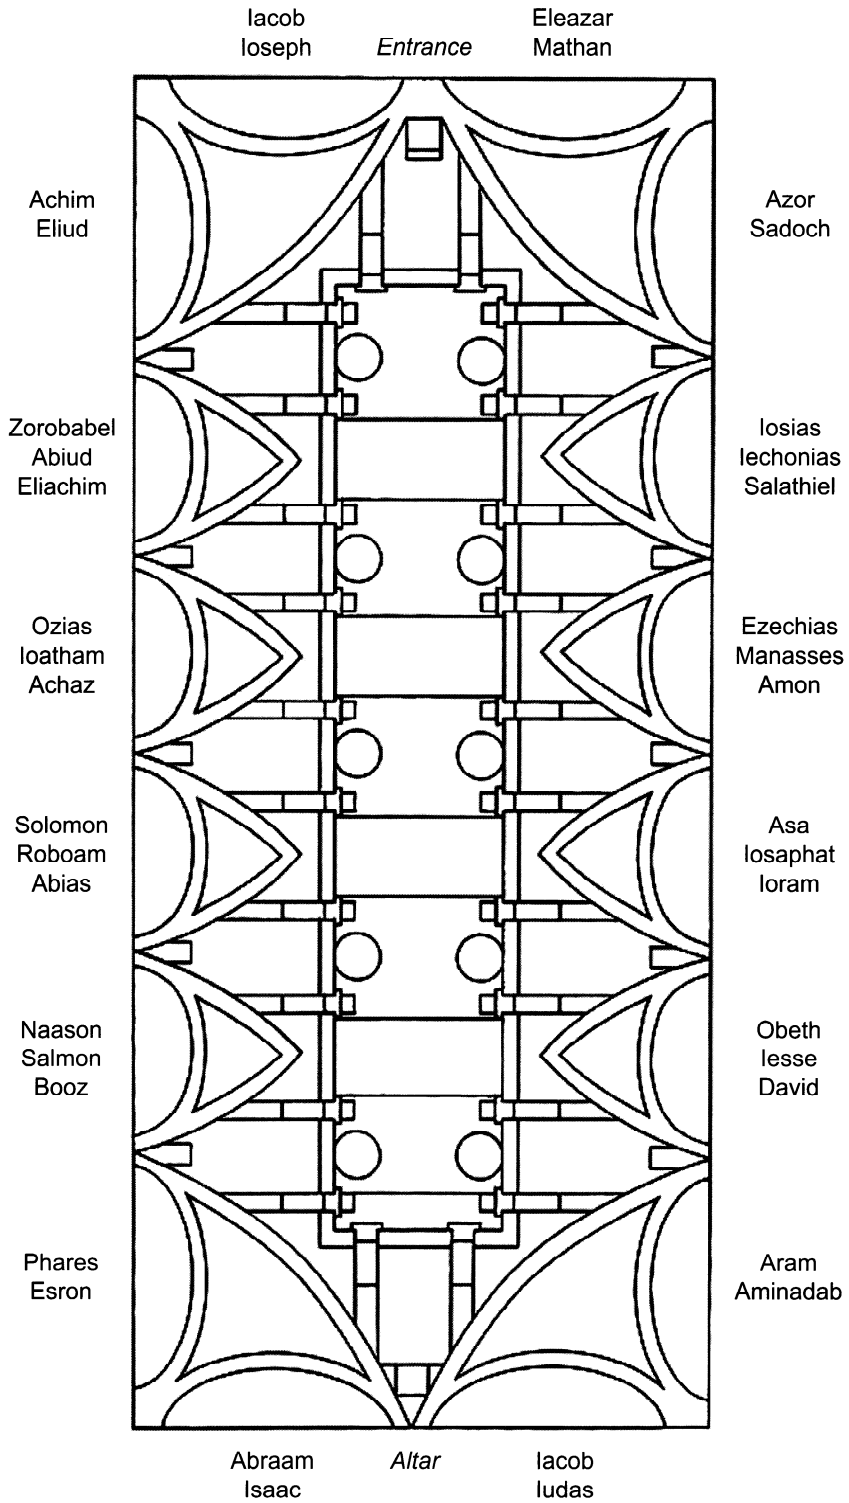 Iacob
Ioseph
Entrance
Eleazar
Mathan
Achim
Eliud
Azor
Sadoch
Zorobabel
Abiud
Eliachim
Iosias
Iechonias
Salathiel
Ozias
Ioatham
Achaz
Ezechias
Manasses
Amon
Solomon
Roboam
Abias
Asa
Iosaphat
Ioram
Naason
Salmon
Booz
Obeth
Iesse
David
Phares
Esron
Aram
Aminadab
Abraam
Isaac
Altar
Iacob
Iudas